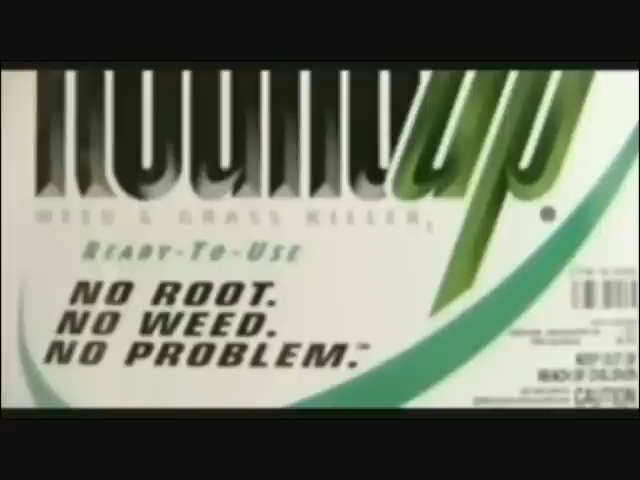 Roundup®
WEED & GRASS KILLER
READY-TO-USE
NO ROOT.
NO WEED.
NO PROBLEM.™
KEEP OUT OF
REACH OF CHILDREN
CAUTION